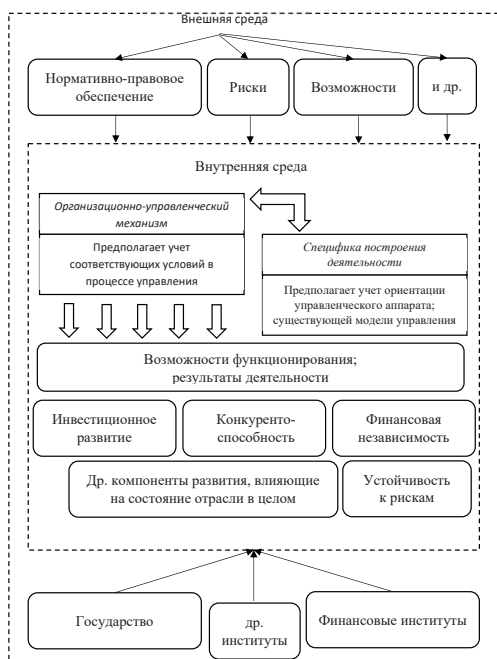 Внешняя среда
Нормативно-правовое
обеспечение
Риски
Возможности
и др.
Внутренняя среда
Организационно-управленческий
механизм
Предполагает учет
соответствующих условий в
процессе управления
Специфика построения
деятельности
Предполагает учет ориентации
управленческого аппарата;
существующей модели управления
Возможности функционирования;
результаты деятельности
Инвестиционное
развитие
Конкуренто-
способность
Финансовая
независимость
Др. компоненты развития, влияющие
на состояние отрасли в целом
Устойчивость
к рискам
Государство
др.
институты
Финансовые институты